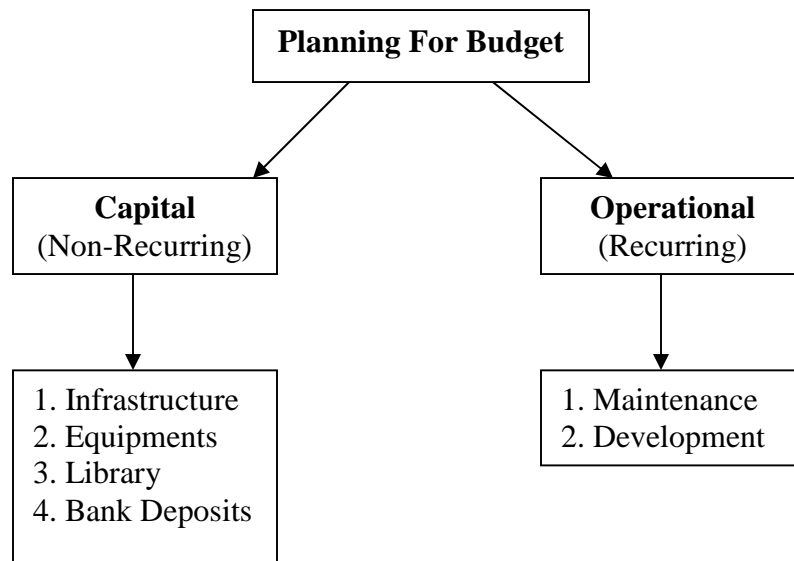 Planning For Budget
Capital
(Non-Recurring)
Operational
(Recurring)
1. Infrastructure
2. Equipments
3. Library
4. Bank Deposits
1. Maintenance
2. Development